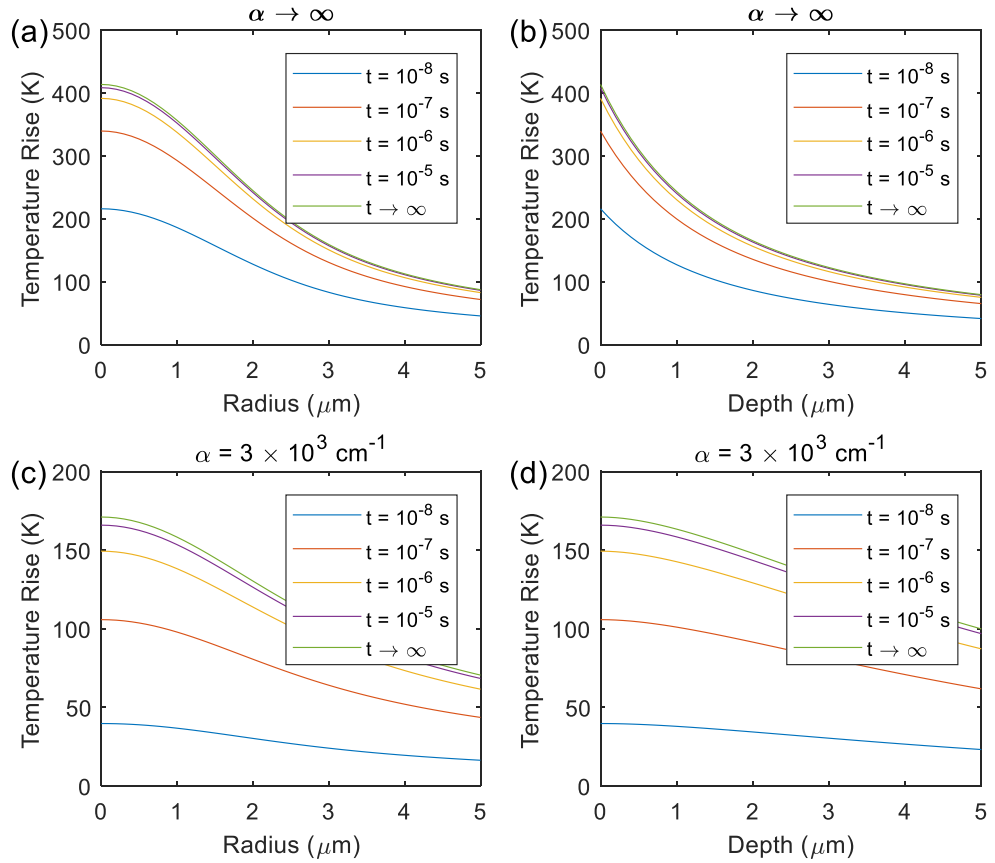 (a)
α → ∞
500
400
300
200
100
0
Temperature Rise (K)
0 1 2 3 4 5
Radius (μm)
t = 10⁻⁸ s
t = 10⁻⁷ s
t = 10⁻⁶ s
t = 10⁻⁵ s
t → ∞
(b)
α → ∞
500
400
300
200
100
0
Temperature Rise (K)
0 1 2 3 4 5
Depth (μm)
t = 10⁻⁸ s
t = 10⁻⁷ s
t = 10⁻⁶ s
t = 10⁻⁵ s
t → ∞
(c)
α = 3 × 10³ cm⁻¹
200
150
100
50
0
Temperature Rise (K)
0 1 2 3 4 5
Radius (μm)
t = 10⁻⁸ s
t = 10⁻⁷ s
t = 10⁻⁶ s
t = 10⁻⁵ s
t → ∞
(d)
α = 3 × 10³ cm⁻¹
200
150
100
50
0
Temperature Rise (K)
0 1 2 3 4 5
Depth (μm)
t = 10⁻⁸ s
t = 10⁻⁷ s
t = 10⁻⁶ s
t = 10⁻⁵ s
t → ∞